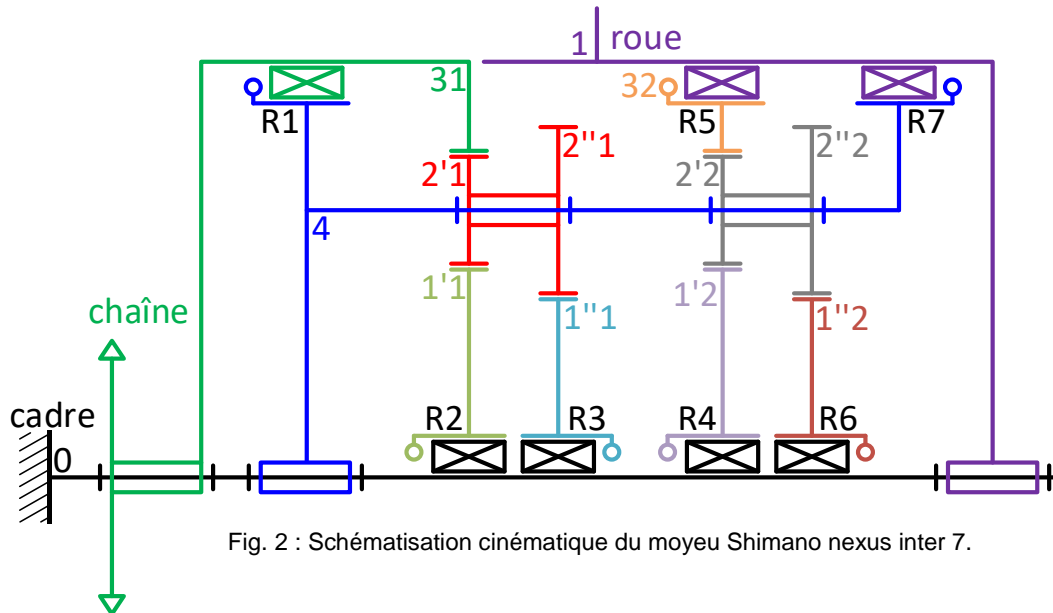 1 roue
31 32
R1 R5 R7
2'1 2''1 2'2 2''2
4
1'1 1''1 1'2 1''2
chaîne
cadre
R2 R3 R4 R6
0
Fig. 2 : Schématisation cinématique du moyeu Shimano nexus inter 7.